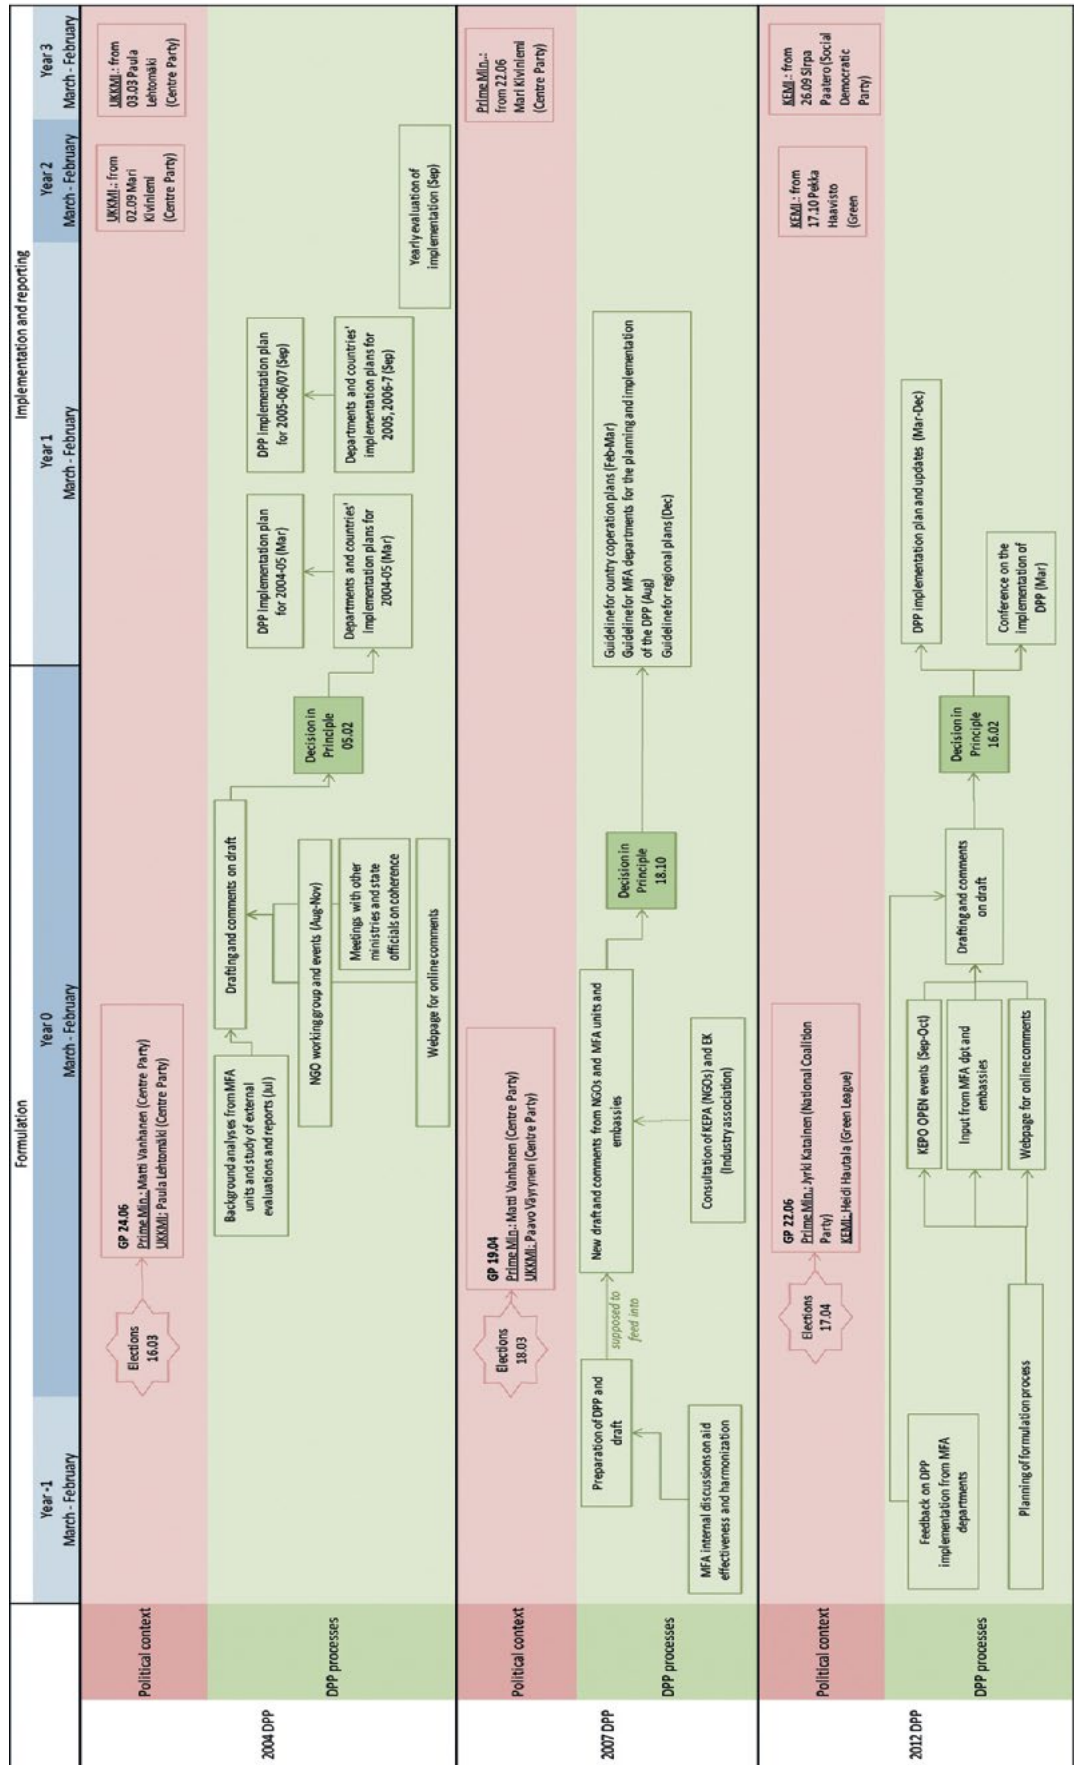 Formulation
Implementation and reporting
Year -1
March - February
Year 0
March - February
Year 1
March - February
Year 2
March - February
Year 3
March - February
2004 DPP
Political context
Elections
16.03
GP 24.06
Prime Min.: Matti Vanhanen (Centre Party)
UKKMI: Paula Lehtomäki (Centre Party)
UKKMI.: from
02.09 Mari
Kiviniemi
(Centre Party)
UKKMI.: from
03.03 Paula
Lehtomäki
(Centre Party)
DPP processes
Background analyses from MFA
units and study of external
evaluations and reports (Jul)
Drafting and comments on draft
NGO working group and events (Aug-Nov)
Meetings with other
ministries and state
officials on coherence
Webpage for online comments
Decision in
Principle
05.02
DPP Implementation plan
for 2004-05 (Mar)
Departments and countries'
Implementation plans for
2004-05 (Mar)
DPP Implementation plan
for 2005-06/07 (Sep)
Departments and countries'
implementation plans for
2005, 2006-7 (Sep)
Yearly evaluation of
implementation (Sep)
2007 DPP
Political context
Elections
18.03
GP 19.04
Prime Min.: Matti Vanhanen (Centre Party)
UKKMI: Paavo Väyrynen (Centre Party)
Prime Min.:
from 22.06
Mari Kiviniemi
(Centre Party)
DPP processes
Preparation of DPP and
draft
MFA internal discussions on aid
effectiveness and harmonization
supposed to
feed into
New draft and comments from NGOs and MFA units and
embassies
Consultation of KEPA (NGOs) and EK
(Industry association)
Decision in
Principle
18.10
Guideline for ountry coperation plans (Feb-Mar)
Guideline for MFA departments for the planning and implementation
of the DPP (Aug)
Guideline for regional plans (Dec)
2012 DPP
Political context
Elections
17.04
GP 22.06
Prime Min.: Jyrki Katainen (National Coalition
Party)
KEMI: Heidi Hautala (Green League)
KEMI.: from
17.10 Pekka
Haavisto
(Green
KEMI.: from
26.09 Sirpa
Paatero (Social
Democratic
Party)
DPP processes
Feedback on DPP
implementation from MFA
departments
Planning of formulation process
KEPO OPEN events (Sep-Oct)
Input from MFA dpt and
embassies
Webpage for online comments
Drafting and comments
on draft
Decision in
Principle
16.02
DPP implementation plan and updates (Mar-Dec)
Conference on the
implementation of
DPP (Mar)